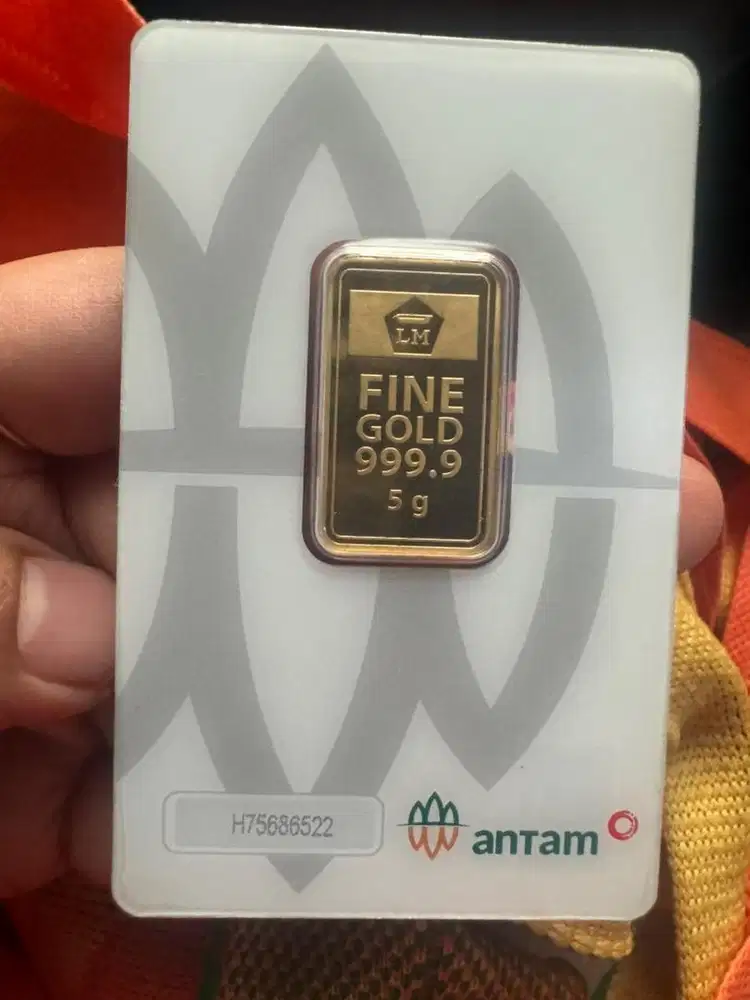 LM
FINE
GOLD
999.9
5 g
H75686522
antam